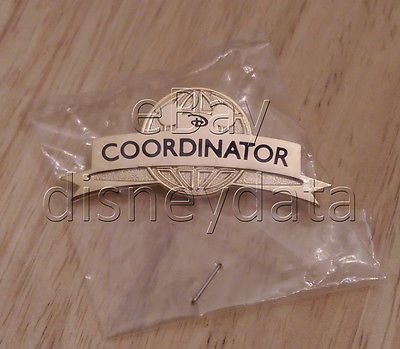 eBay
D
COORDINATOR
disneydata